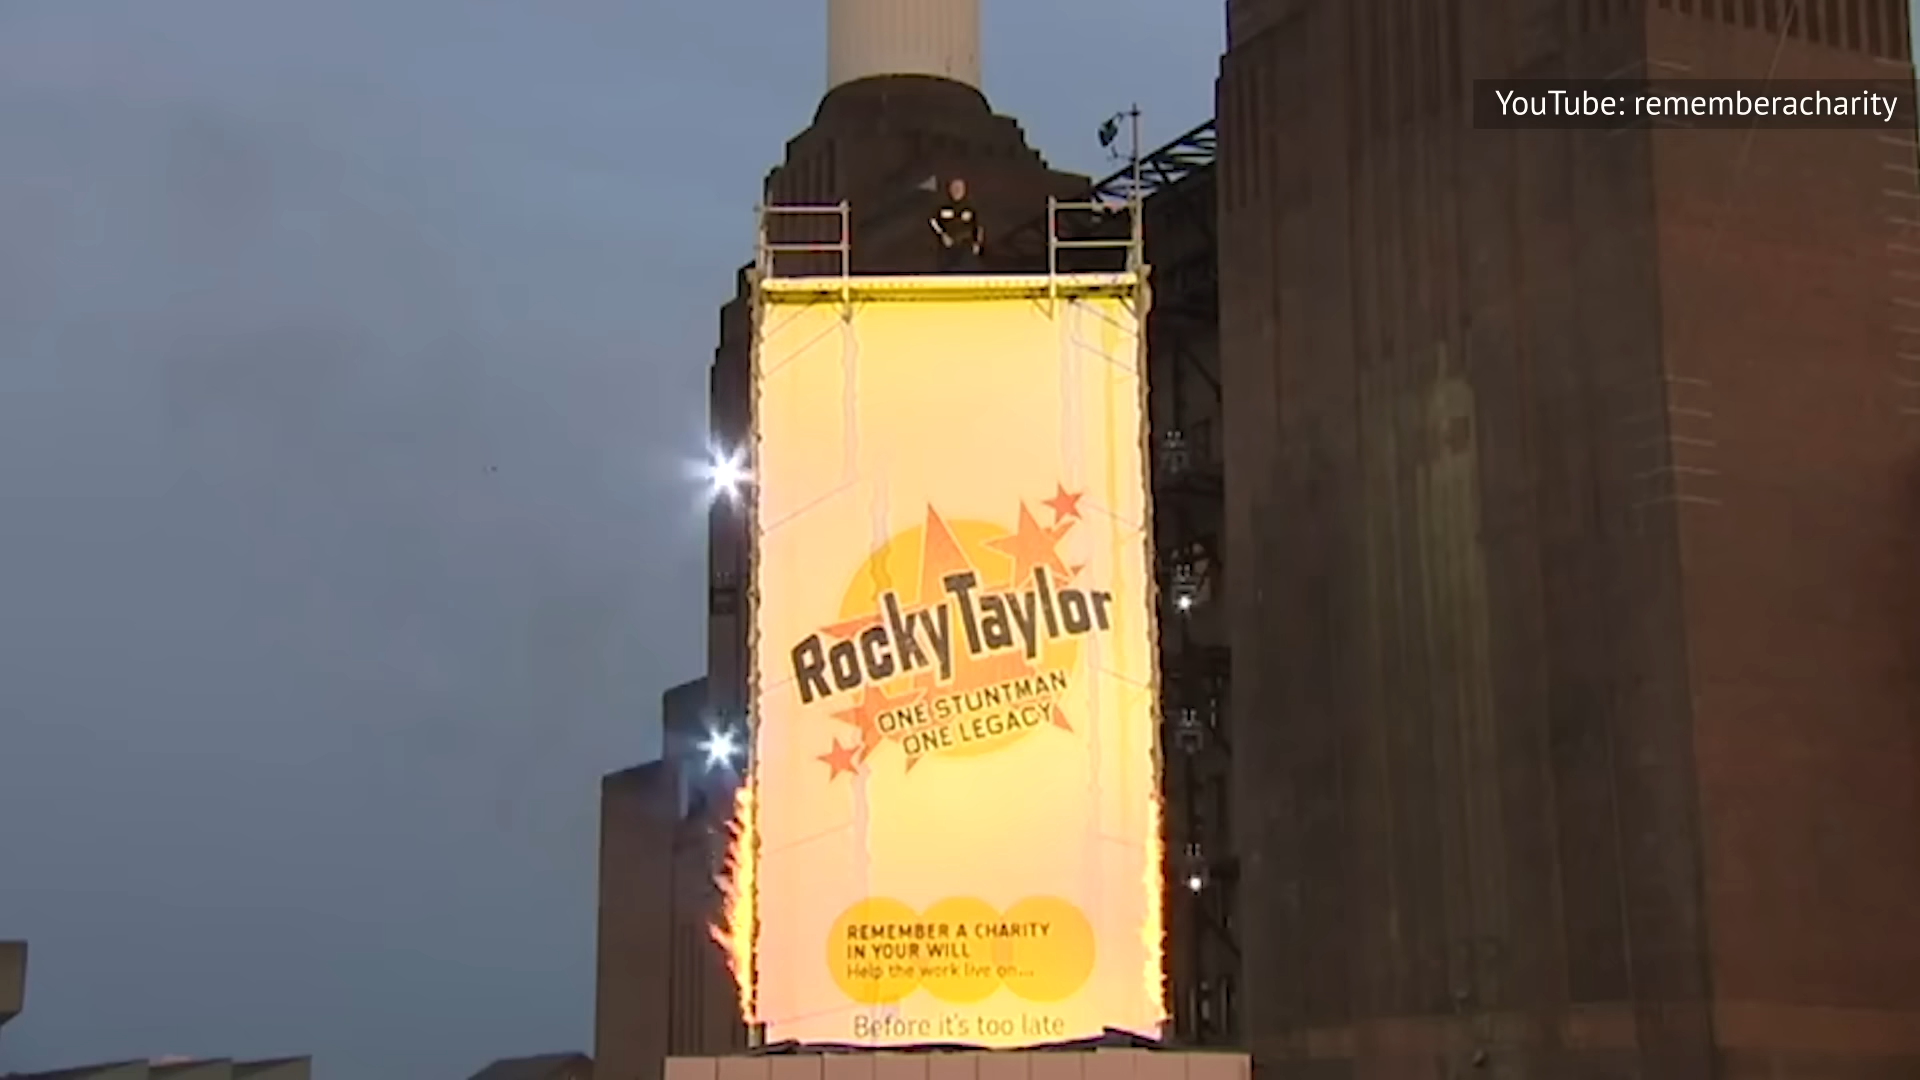 YouTube: rememberacharity
Rocky Taylor
ONE STUNTMAN
ONE LEGACY
REMEMBER A CHARITY
IN YOUR WILL
Help the work live on...
Before it's too late